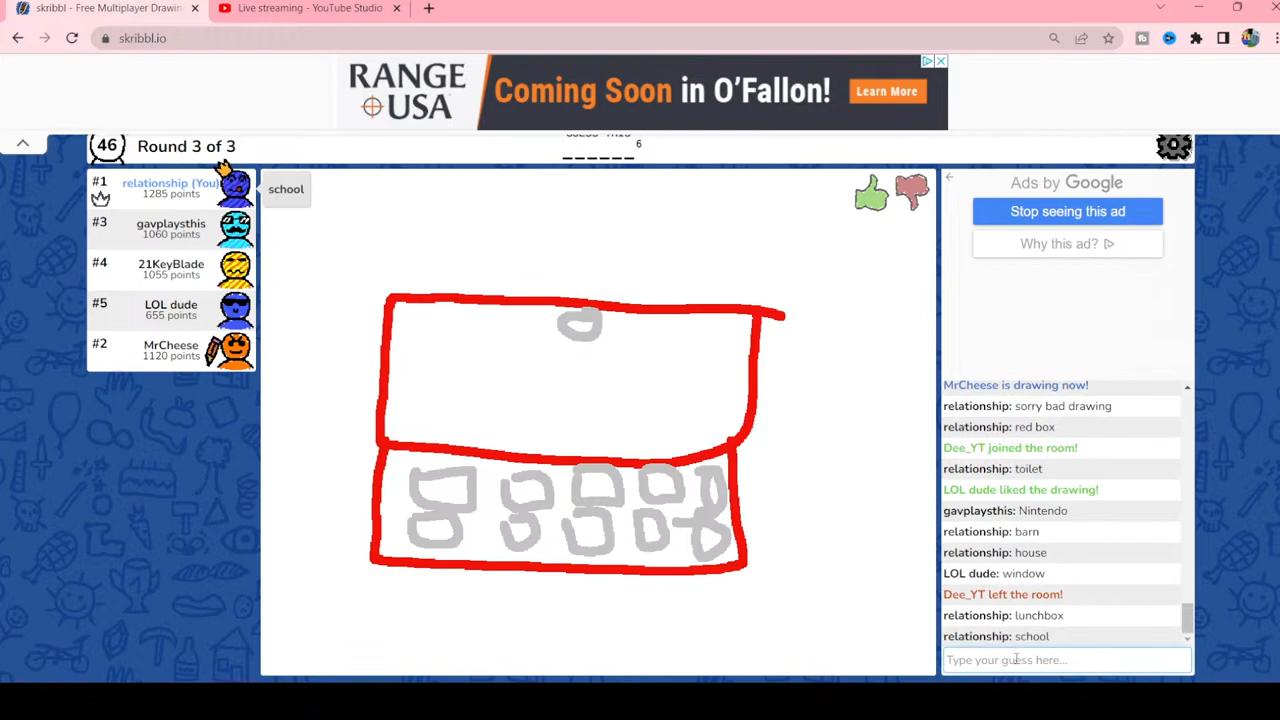 skribbl - Free Multiplayer Drawin
Live streaming - YouTube Studio
skribbl.io
RANGE
USA
Coming Soon in O'Fallon!
Learn More
46
Round 3 of 3
______ 6
#1 relationship (You)
1285 points
school
#3 gavplaysthis
1060 points
#4 21KeyBlade
1055 points
#5 LOL dude
655 points
#2 MrCheese
1120 points
Ads by Google
Stop seeing this ad
Why this ad?
MrCheese is drawing now!
relationship: sorry bad drawing
relationship: red box
Dee_YT joined the room!
relationship: toilet
LOL dude liked the drawing!
gavplaysthis: Nintendo
relationship: barn
relationship: house
LOL dude: window
Dee_YT left the room!
relationship: lunchbox
relationship: school
Type your guess here...